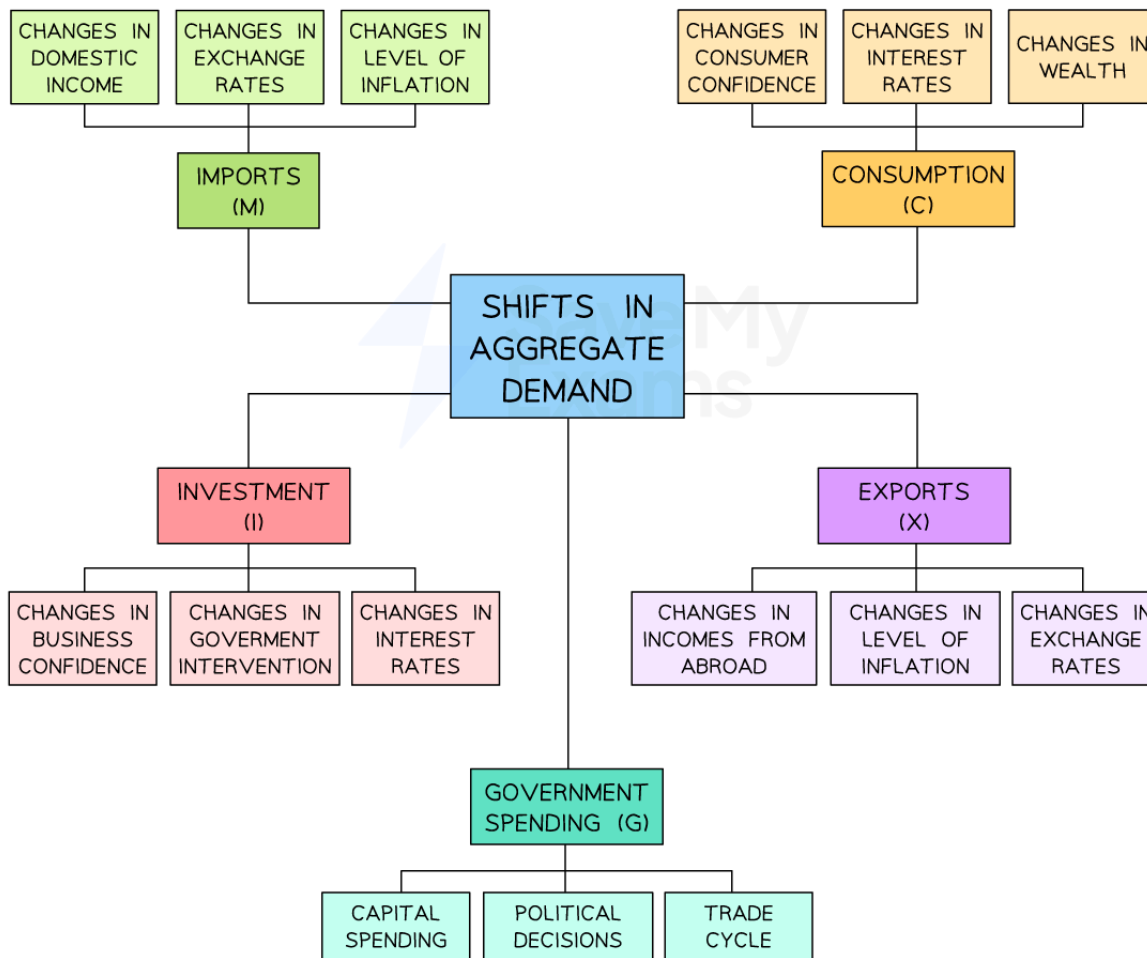 CHANGES IN
DOMESTIC
INCOME
CHANGES IN
EXCHANGE
RATES
CHANGES IN
LEVEL OF
INFLATION
CHANGES IN
CONSUMER
CONFIDENCE
CHANGES IN
INTEREST
RATES
CHANGES IN
WEALTH
IMPORTS
(M)
CONSUMPTION
(C)
SHIFTS IN
AGGREGATE
DEMAND
SaveMy
Exams
INVESTMENT
(I)
EXPORTS
(X)
CHANGES IN
BUSINESS
CONFIDENCE
CHANGES IN
GOVERMENT
INTERVENTION
CHANGES IN
INTEREST
RATES
CHANGES IN
INCOMES FROM
ABROAD
CHANGES IN
LEVEL OF
INFLATION
CHANGES IN
EXCHANGE
RATES
GOVERNMENT
SPENDING (G)
CAPITAL
SPENDING
POLITICAL
DECISIONS
TRADE
CYCLE